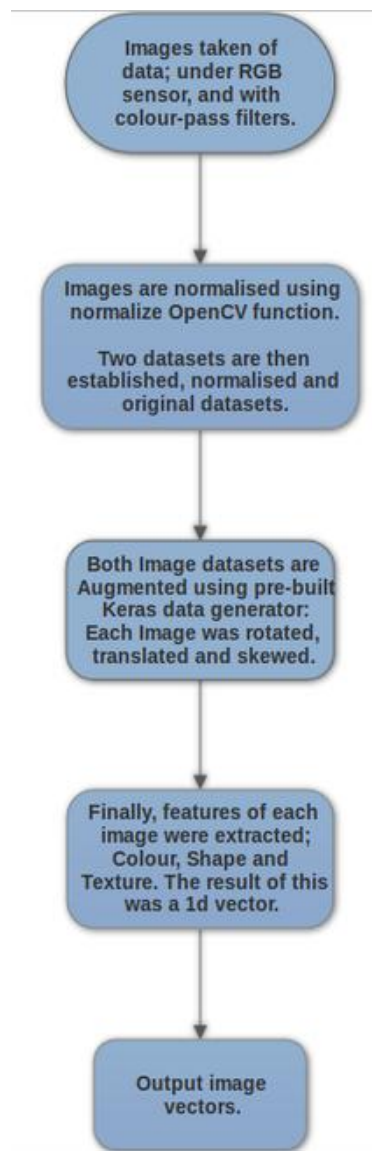 Images taken of
data; under RGB
sensor, and with
colour-pass filters.
Images are normalised using
normalize OpenCV function.
Two datasets are then
established, normalised and
original datasets.
Both Image datasets are
Augmented using pre-built
Keras data generator:
Each Image was rotated,
translated and skewed.
Finally, features of each
image were extracted;
Colour, Shape and
Texture. The result of this
was a 1d vector.
Output image
vectors.